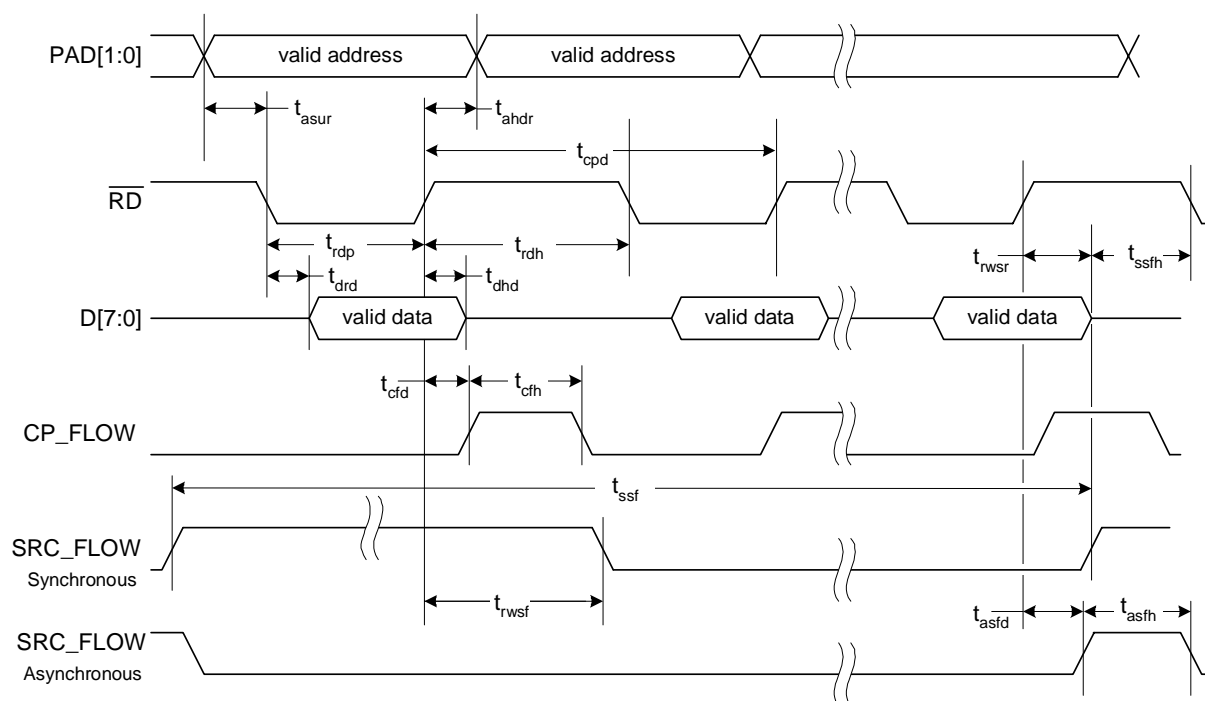 PAD[1:0]
valid address
valid address
tasur
tahdr
tcpd
RD
trdp
trdh
trwsr
tssfh
tdrd
tdhd
D[7:0]
valid data
valid data
valid data
tcfd
tcfh
CP_FLOW
tssf
SRC_FLOW
Synchronous
trwsf
tasfd
tasfh
SRC_FLOW
Asynchronous